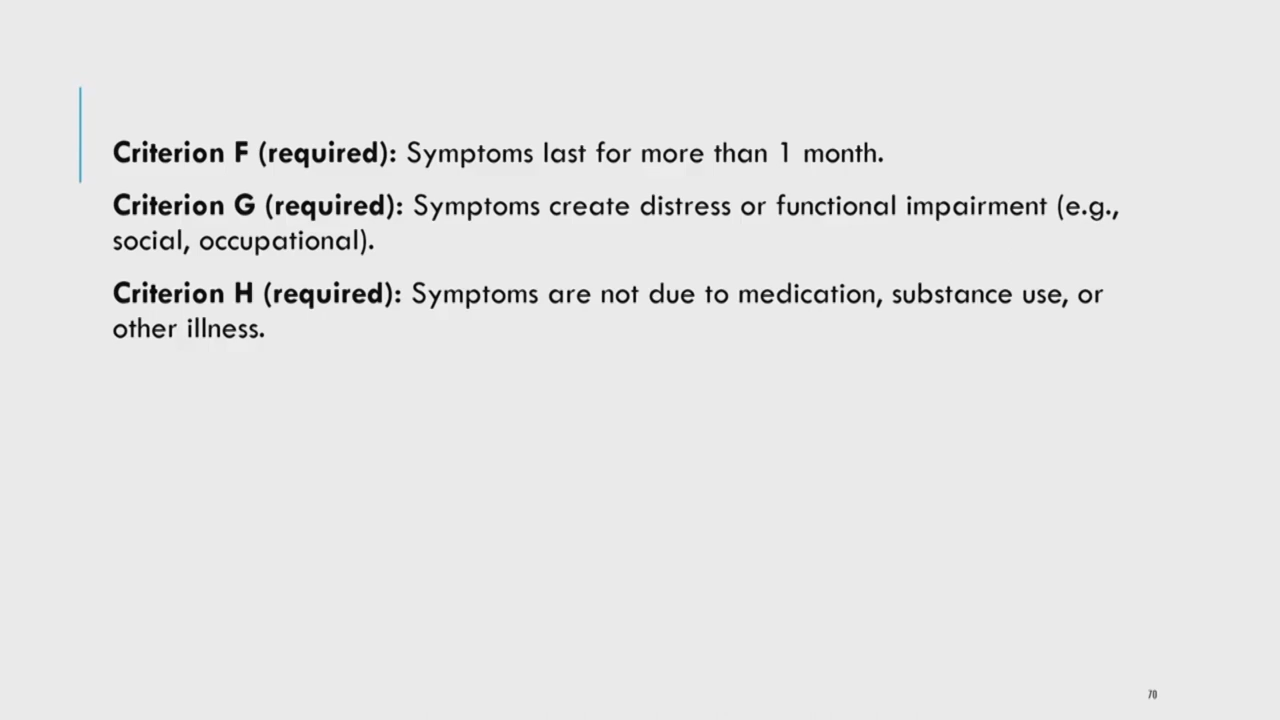 Criterion F (required): Symptoms last for more than 1 month.
Criterion G (required): Symptoms create distress or functional impairment (e.g.,
social, occupational).
Criterion H (required): Symptoms are not due to medication, substance use, or
other illness.
70